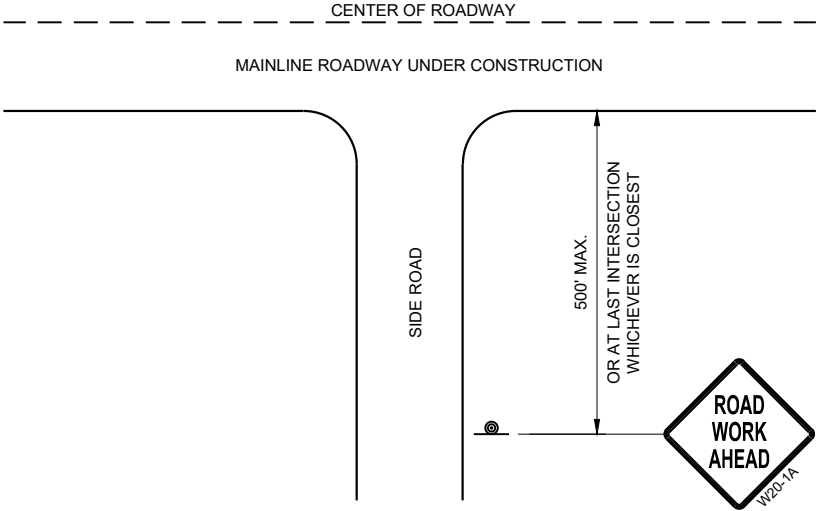 CENTER OF ROADWAY
MAINLINE ROADWAY UNDER CONSTRUCTION
SIDE ROAD
500' MAX.
OR AT LAST INTERSECTION
WHICHEVER IS CLOSEST
ROAD
WORK
AHEAD
W20-1A